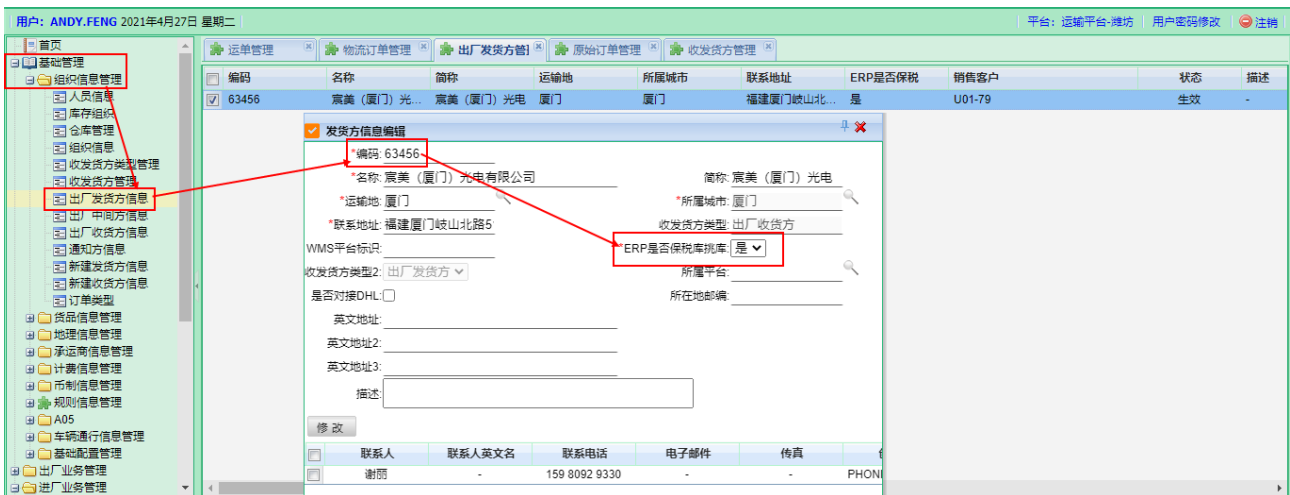 用户: ANDY.FENG 2021年4月27日 星期二
平台: 运输平台-潍坊 用户密码修改 注销
首页
基础管理
组织信息管理
人员信息
库存组织
仓库管理
组织信息
收发货方类型管理
收发货方管理
出厂发货方信息
出厂中间方信息
出厂收货方信息
通知方信息
新建发货方信息
新建收货方信息
订单类型
货品信息管理
地理信息管理
承运商信息管理
计费信息管理
币制信息管理
规则信息管理
A05
车辆通行信息管理
基础配置管理
出厂业务管理
进厂业务管理
运单管理 物流订单管理 出厂发货方管 原始订单管理 收发货方管理
编码 名称 简称 运输地 所属城市 联系地址 ERP是否保税 销售客户 状态 描述
63456 宸美（厦门）光... 宸美（厦门）光电 厦门 厦门 福建厦门岐山北... 是 U01-79 生效 -
发货方信息编辑
*编码: 63456
*名称: 宸美（厦门）光电有限公司 简称: 宸美（厦门）光电
*运输地: 厦门 *所属城市: 厦门
*联系地址: 福建厦门岐山北路5 收发货方类型: 出厂收货方
WMS平台标识: *ERP是否保税库挑库: 是
收发货方类型2: 出厂发货方 所属平台:
是否对接DHL: 所在地邮编:
英文地址:
英文地址2:
英文地址3:
描述:
修 改
联系人 联系人英文名 联系电话 电子邮件 传真
谢丽 - 159 8092 9330 - - PHON